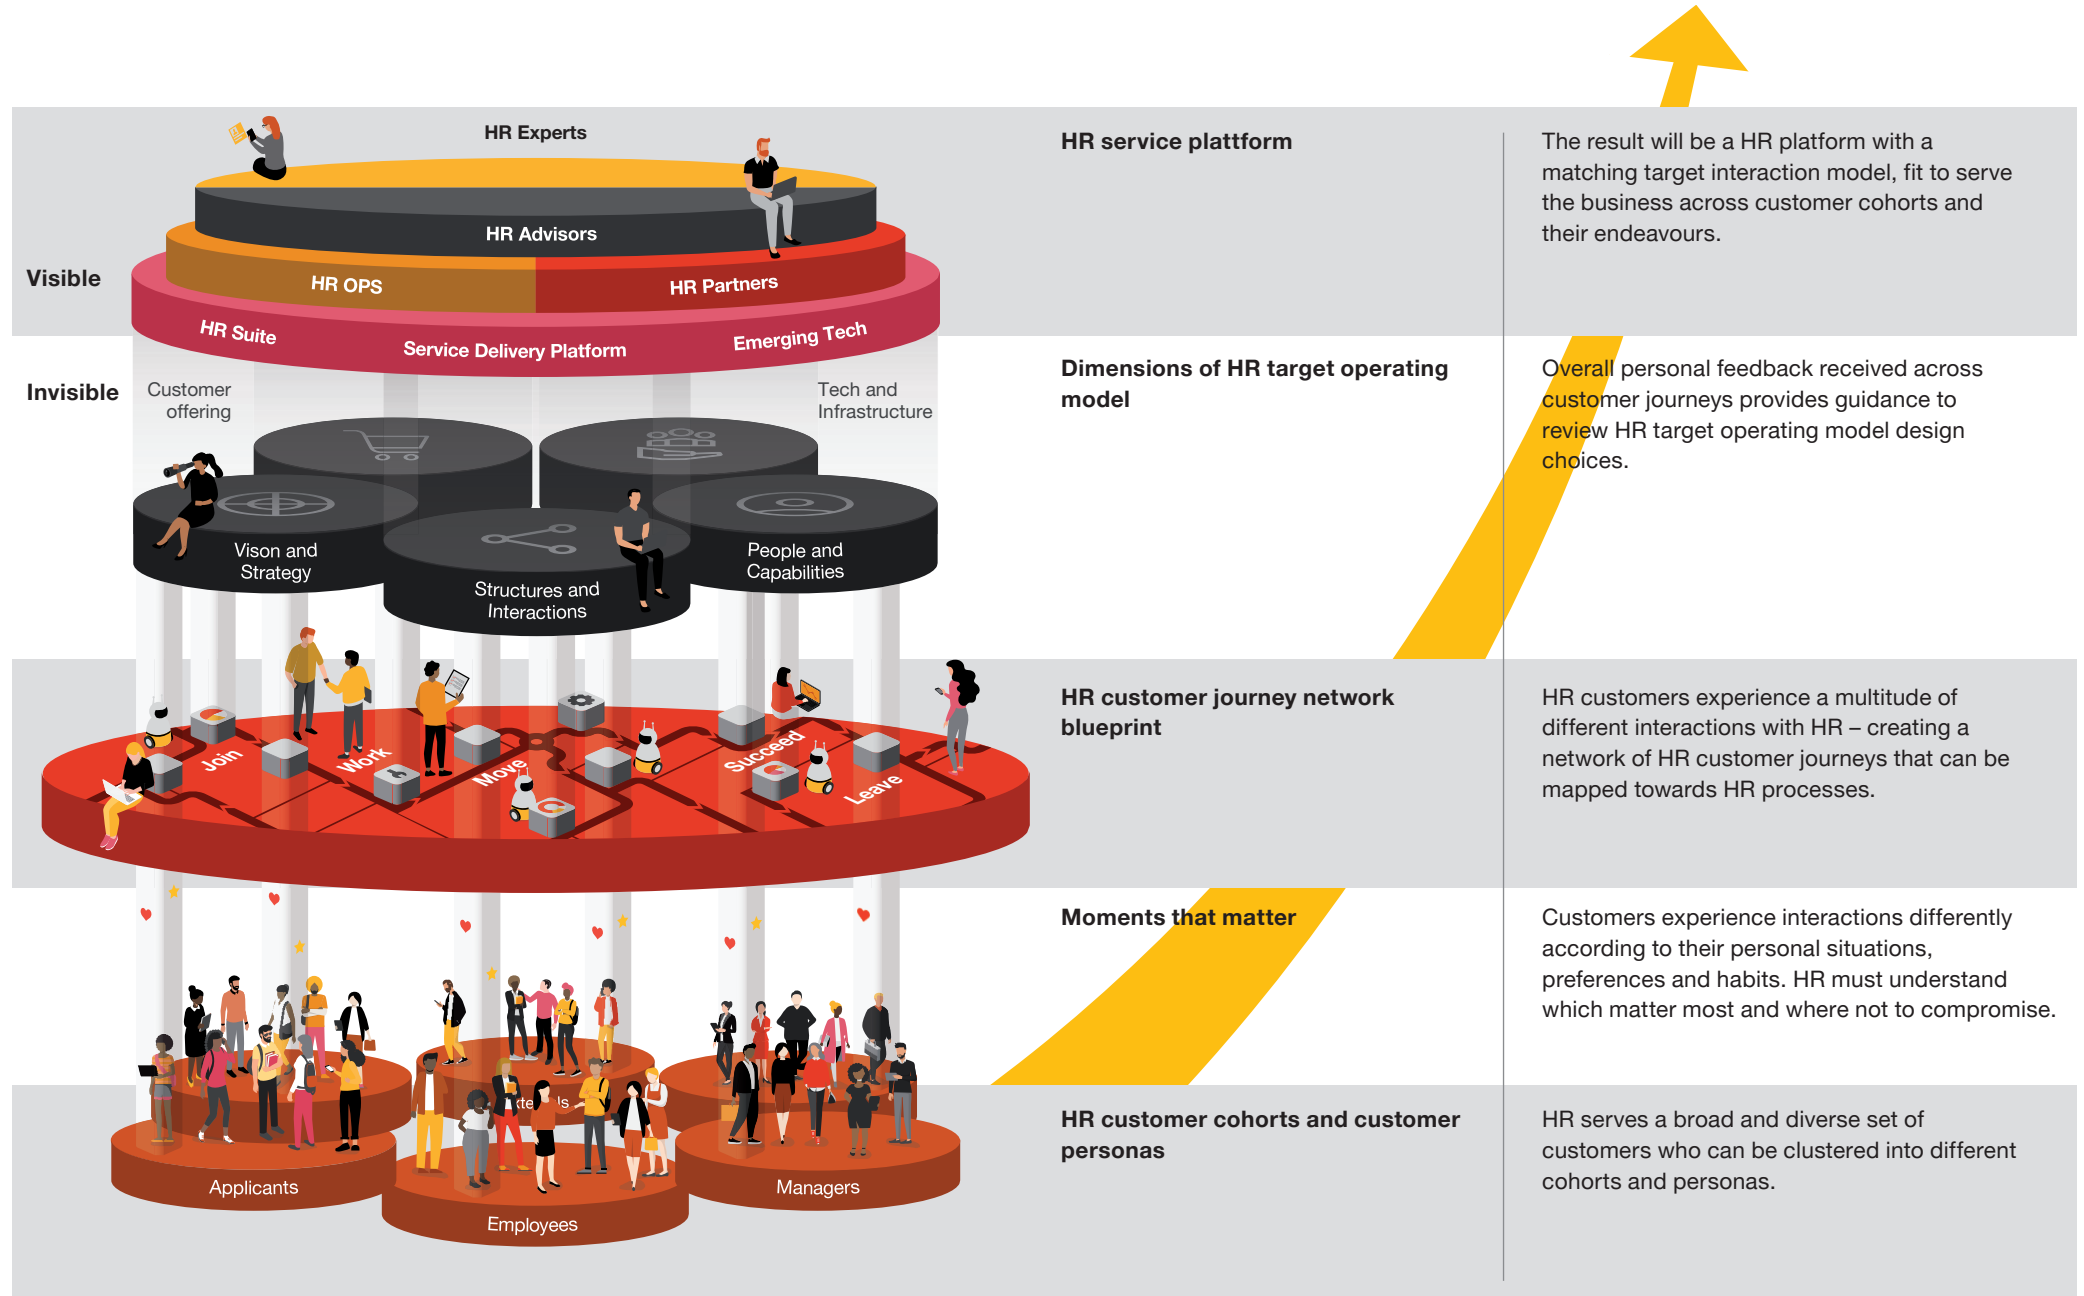 HR Experts
HR Advisors
HR OPS
HR Partners
HR Suite
Service Delivery Platform
Emerging Tech
Visible
Invisible
Customer
offering
Tech and
Infrastructure
Vison and
Strategy
Structures and
Interactions
People and
Capabilities
Join
Work
Move
Succeed
Leave
Applicants
Employees
Managers
HR service plattform
The result will be a HR platform with a
matching target interaction model, fit to serve
the business across customer cohorts and
their endeavours.
Dimensions of HR target operating
model
Overall personal feedback received across
customer journeys provides guidance to
review HR target operating model design
choices.
HR customer journey network
blueprint
HR customers experience a multitude of
different interactions with HR – creating a
network of HR customer journeys that can be
mapped towards HR processes.
Moments that matter
Customers experience interactions differently
according to their personal situations,
preferences and habits. HR must understand
which matter most and where not to compromise.
HR customer cohorts and customer
personas
HR serves a broad and diverse set of
customers who can be clustered into different
cohorts and personas.